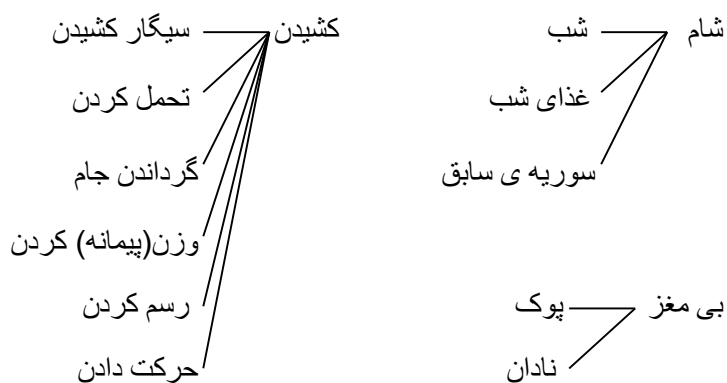 شام
شب
غذای شب
سوریه ی سابق
بی مغز
پوک
نادان
کشیدن
سیگار کشیدن
تحمل کردن
گرداندن جام
وزن(پیمانه) کردن
رسم کردن
حرکت دادن